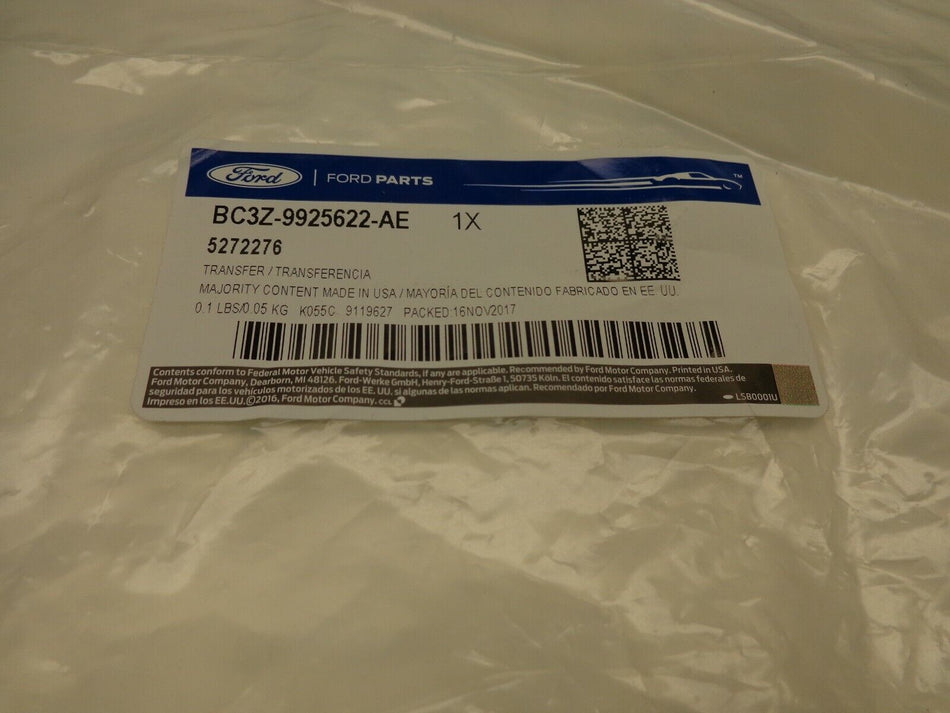 Ford | FORD PARTS ™
BC3Z-9925622-AE 1X
5272276
TRANSFER / TRANSFERENCIA
MAJORITY CONTENT MADE IN USA / MAYORÍA DEL CONTENIDO FABRICADO EN EE. UU.
0.1 LBS/0.05 KG K055C 9119627 PACKED:16NOV2017
Contents conform to Federal Motor Vehicle Safety Standards, if any are applicable. Recommended by Ford Motor Company. Printed in USA.
Ford Motor Company, Dearborn, MI 48126. Ford-Werke GmbH, Henry-Ford-Straße 1, 50735 Köln. El contenido satisface las normas federales de
seguridad para los vehículos motorizados de los EE. UU. si algunas de las normas aplican. Recomendado por Ford Motor Company.
Impreso en los EE.UU.©2016, Ford Motor Company. CCL
LSB0001U